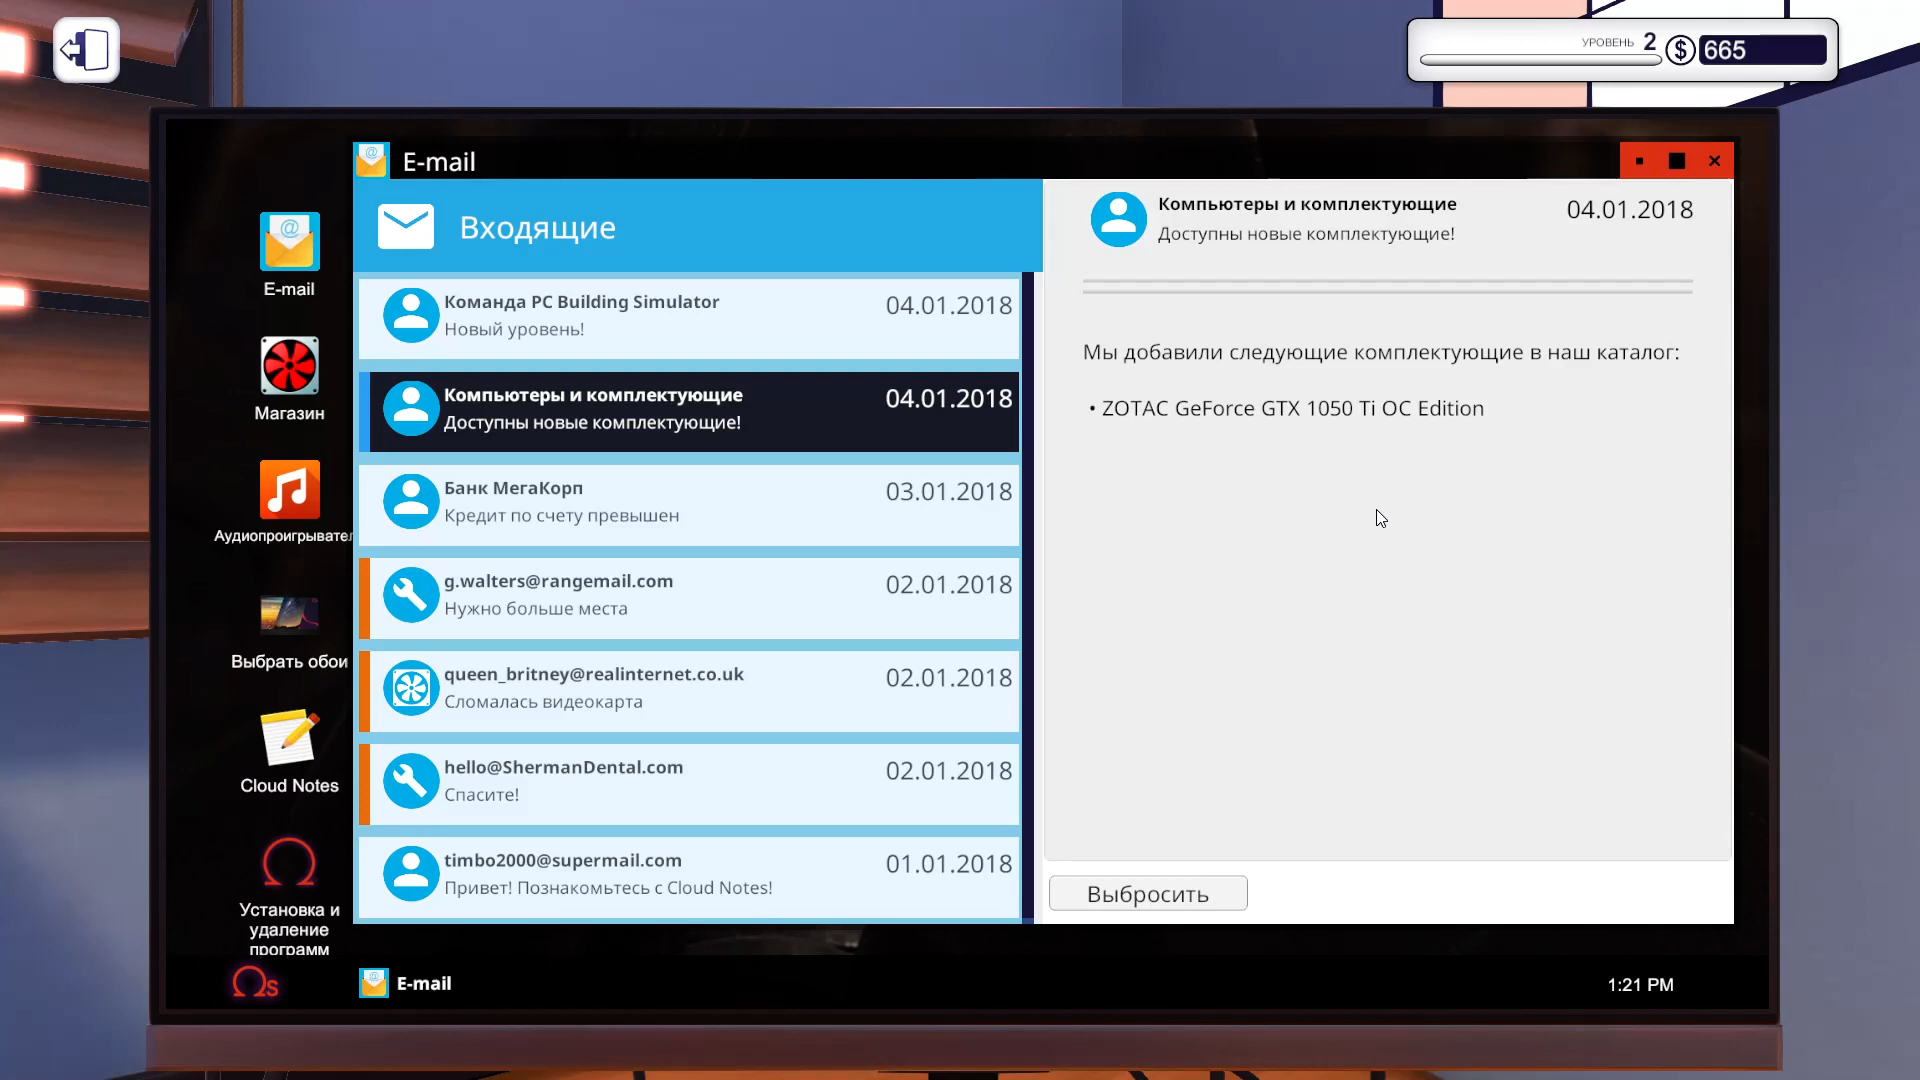 УРОВЕНЬ 2 $ 665
E-mail
Входящие
Команда PC Building Simulator 04.01.2018
Новый уровень!
Компьютеры и комплектующие 04.01.2018
Доступны новые комплектующие!
Банк МегаКорп 03.01.2018
Кредит по счету превышен
g.walters@rangemail.com 02.01.2018
Нужно больше места
queen_britney@realinternet.co.uk 02.01.2018
Сломалась видеокарта
hello@ShermanDental.com 02.01.2018
Спасите!
timbo2000@supermail.com 01.01.2018
Привет! Познакомьтесь с Cloud Notes!
Компьютеры и комплектующие 04.01.2018
Доступны новые комплектующие!
Мы добавили следующие комплектующие в наш каталог:
• ZOTAC GeForce GTX 1050 Ti OC Edition
Выбросить
E-mail
Магазин
Аудиопроигрывател
Выбрать обои
Cloud Notes
Установка и
удаление
программ
Ωs
E-mail
1:21 PM